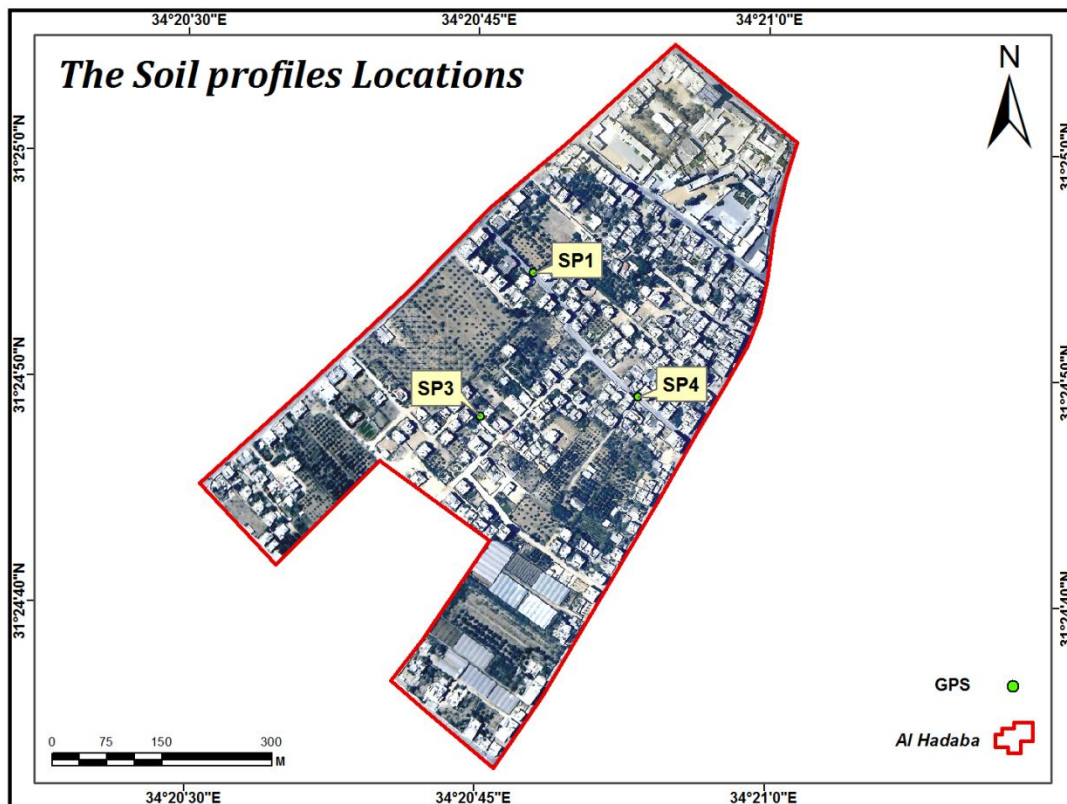 34°20'30"E 34°20'45"E 34°21'0"E
The Soil profiles Locations
N
31°25'0"N
31°25'0"N
SP1
31°24'50"N
31°24'50"N
SP3
SP4
31°24'40"N
31°24'40"N
GPS
Al Hadaba
0 75 150 300
M
34°20'30"E 34°20'45"E 34°21'0"E